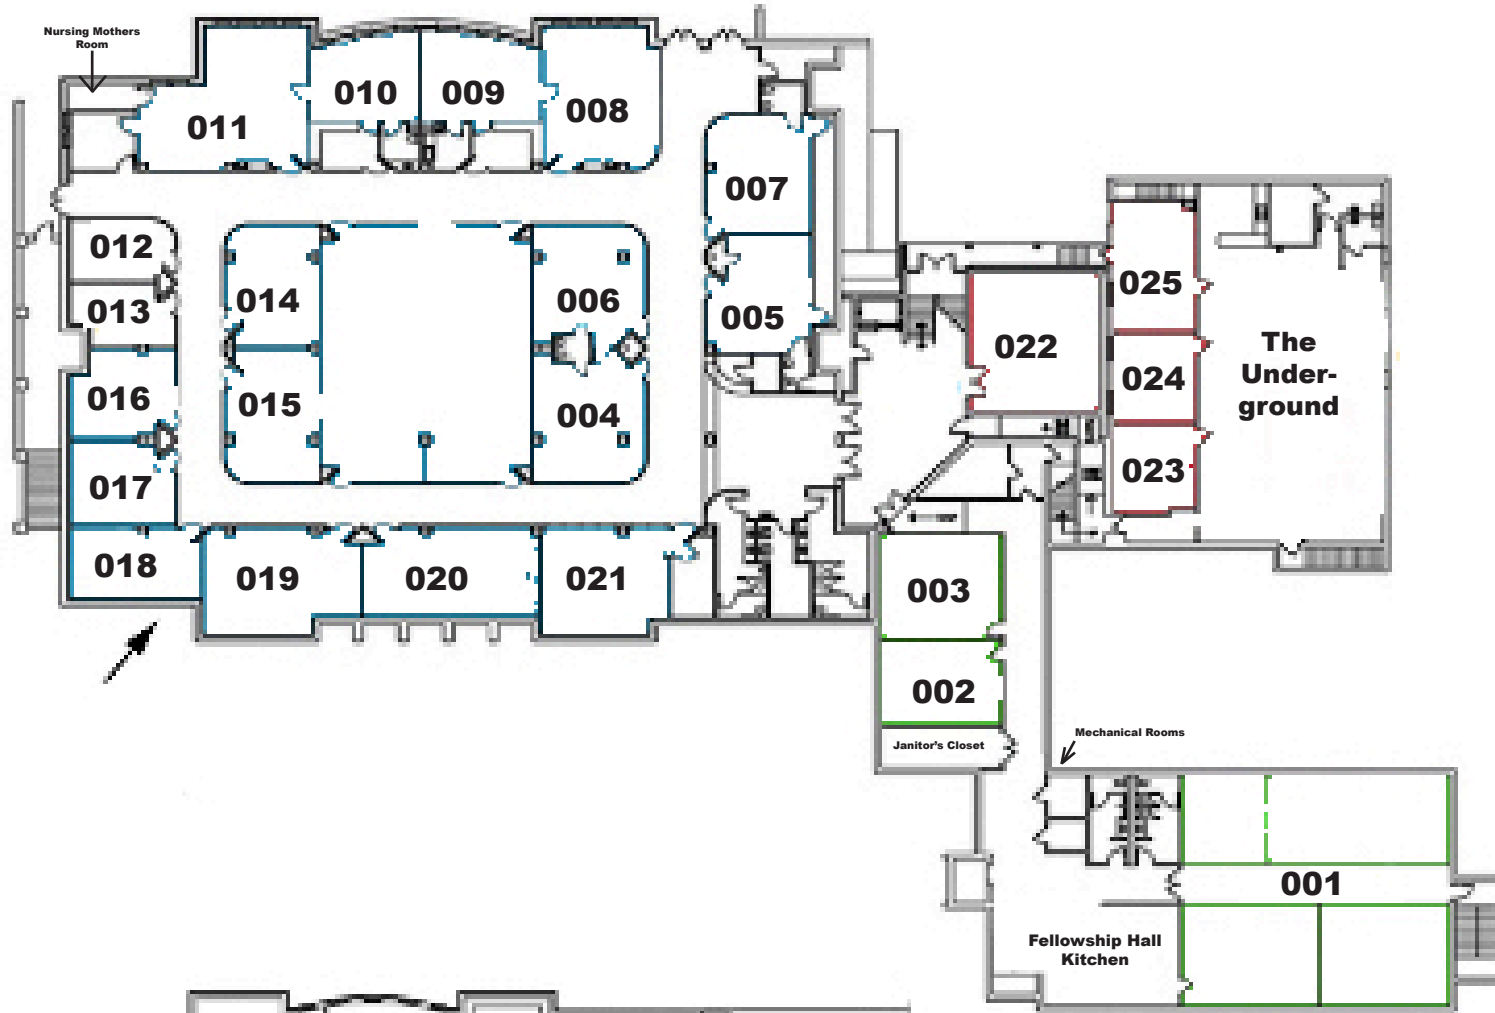 Nursing Mothers
Room
010
009
008
011
007
012
013
014
006
005
025
022
The
Under-
ground
024
016
015
004
023
017
018
019
020
021
003
002
Janitor's Closet
Mechanical Rooms
001
Fellowship Hall
Kitchen